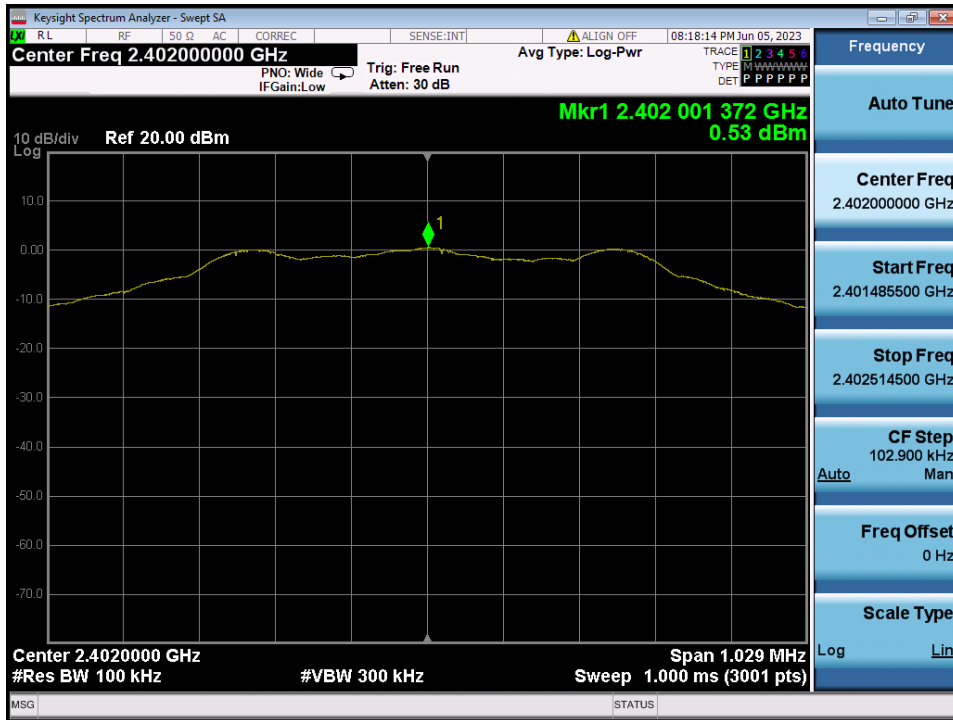 Keysight Spectrum Analyzer - Swept SA
LXI RL RF 50 Ω AC CORREC SENSE:INT ALIGN OFF 08:18:14 PM Jun 05, 2023
Center Freq 2.402000000 GHz
PNO: Wide
IFGain:Low
Trig: Free Run
Atten: 30 dB
Avg Type: Log-Pwr
TRACE 1 2 3 4 5 6
TYPE M W W W W W
DET P P P P P P
Mkr1 2.402 001 372 GHz
0.53 dBm
10 dB/div Ref 20.00 dBm
Log
10.0
0.00
-10.0
-20.0
-30.0
-40.0
-50.0
-60.0
-70.0
1
Center 2.4020000 GHz Span 1.029 MHz
#Res BW 100 kHz #VBW 300 kHz Sweep 1.000 ms (3001 pts)
MSG STATUS
Frequency
Auto Tune
Center Freq
2.402000000 GHz
Start Freq
2.401485500 GHz
Stop Freq
2.402514500 GHz
CF Step
102.900 kHz
Auto Man
Freq Offset
0 Hz
Scale Type
Log Lin